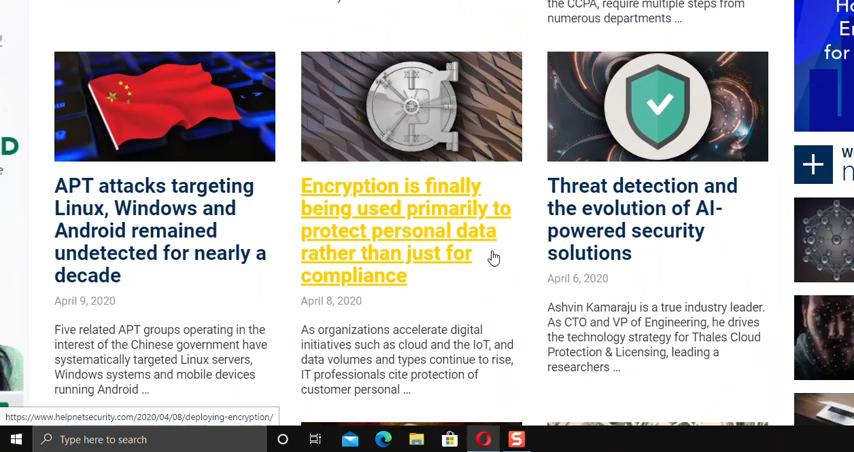 the CCPA, require multiple steps from
numerous departments ...
Ho
E
for
D
APT attacks targeting
Linux, Windows and
Android remained
undetected for nearly a
decade
April 9, 2020
Five related APT groups operating in the
interest of the Chinese government have
systematically targeted Linux servers,
Windows systems and mobile devices
running Android ...
Encryption is finally
being used primarily to
protect personal data
rather than just for
compliance
April 8, 2020
As organizations accelerate digital
initiatives such as cloud and the IoT, and
data volumes and types continue to rise,
IT professionals cite protection of
customer personal ...
Threat detection and
the evolution of AI-
powered security
solutions
April 6, 2020
Ashvin Kamaraju is a true industry leader.
As CTO and VP of Engineering, he drives
the technology strategy for Thales Cloud
Protection & Licensing, leading a
researchers ...
W
https://www.helpnetsecurity.com/2020/04/08/deploying-encryption/
Type here to search